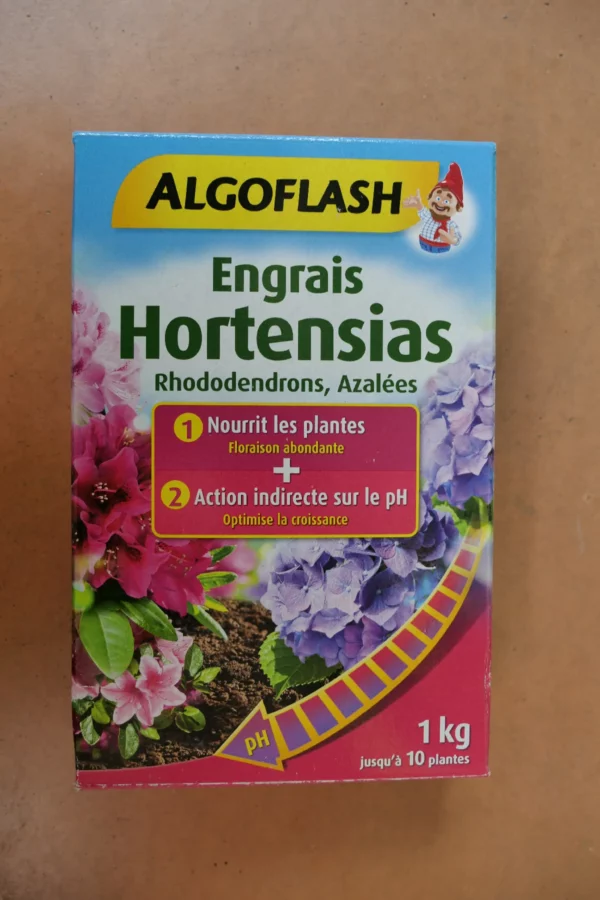 ALGOFLASH
Engrais
Hortensias
Rhododendrons, Azalées
1 Nourrit les plantes
Floraison abondante
+
2 Action indirecte sur le pH
Optimise la croissance
pH
1 kg
jusqu'à 10 plantes